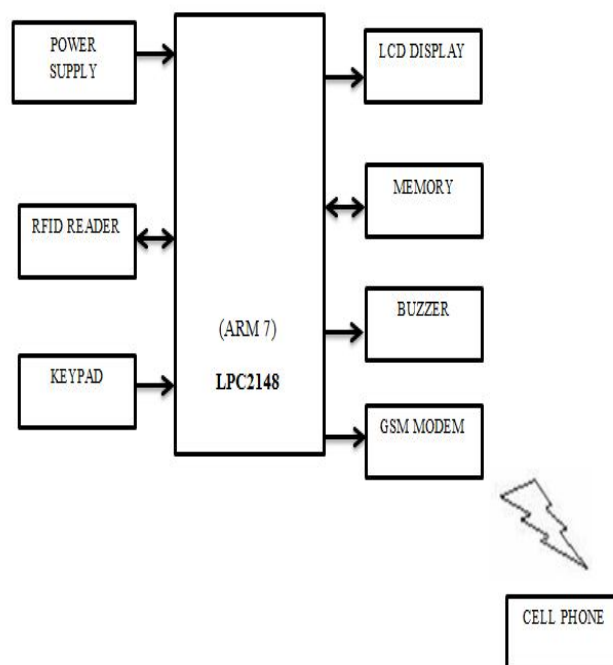 POWER
SUPPLY
LCD DISPLAY
RFID READER
MEMORY
(ARM 7)
LPC2148
BUZZER
KEYPAD
GSM MODEM
CELL PHONE